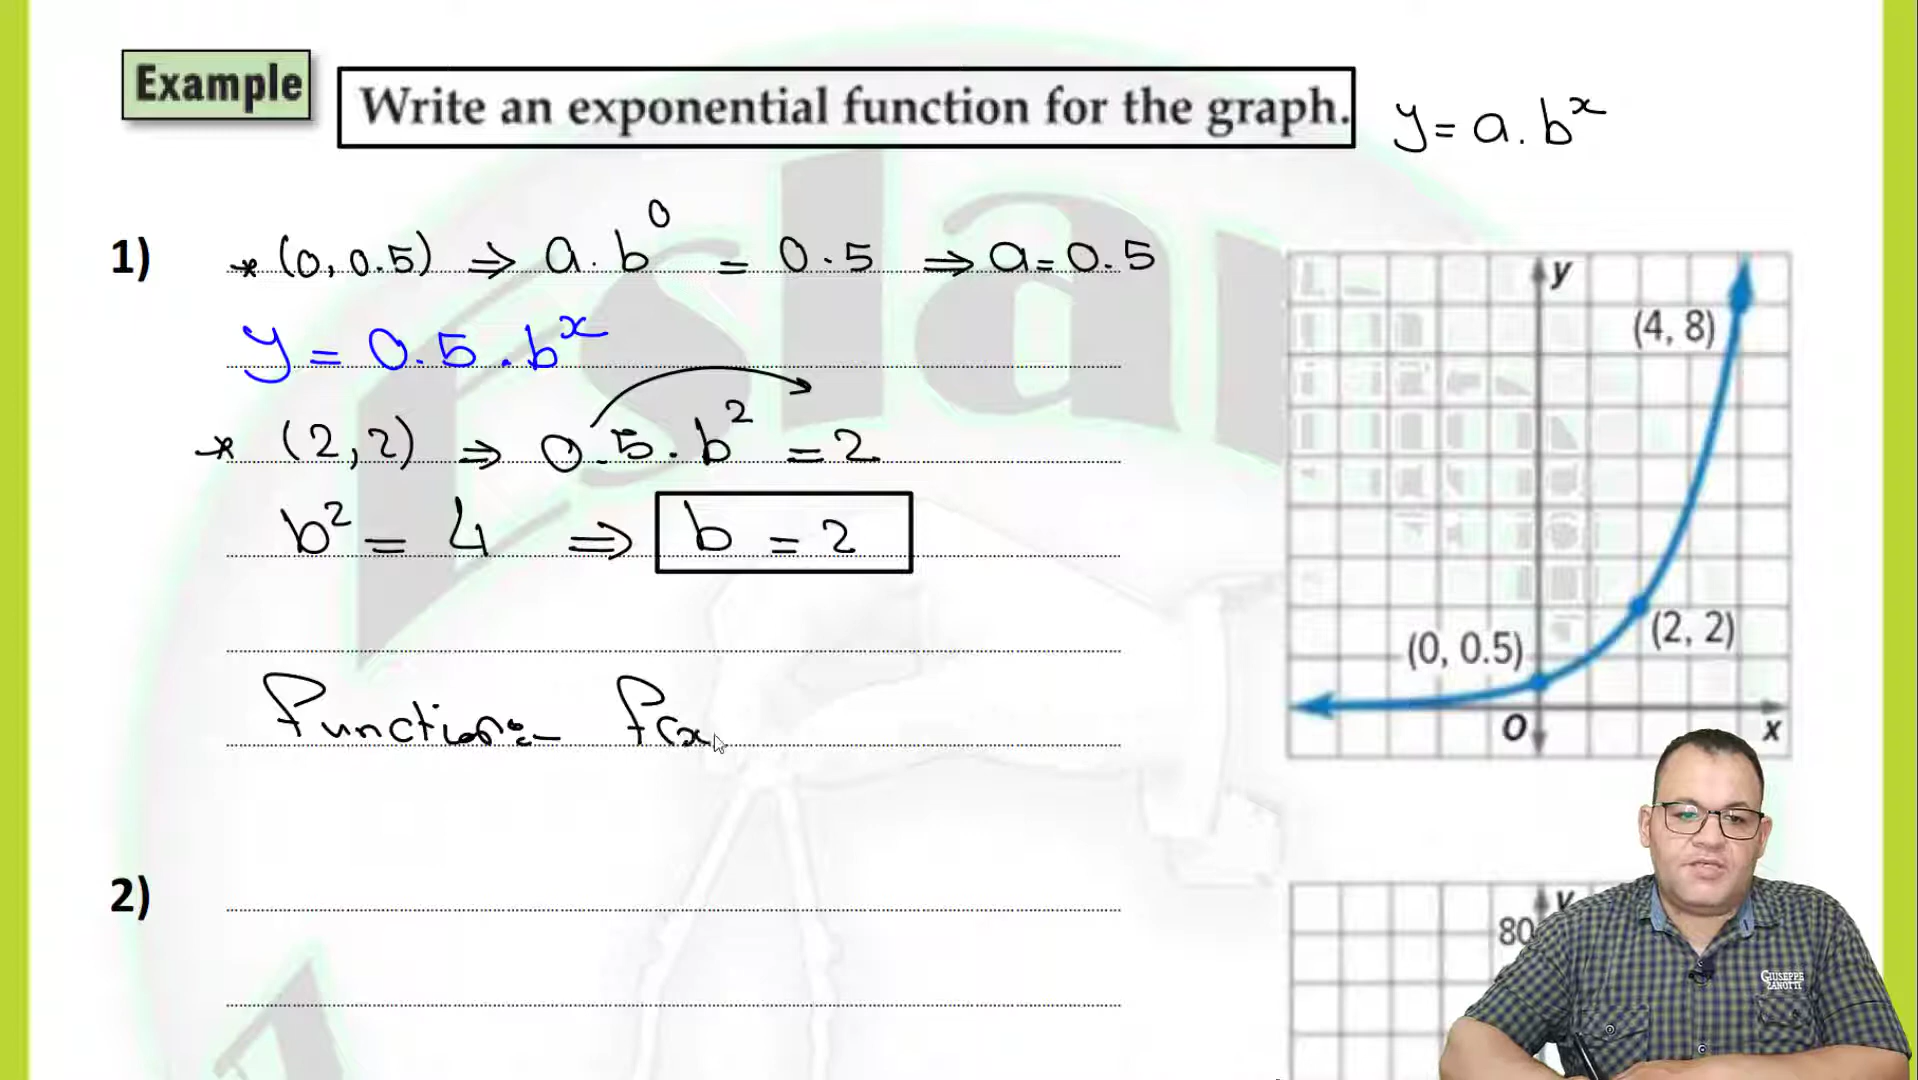 Example
Write an exponential function for the graph.
y = a . b^x
1)
* (0, 0.5) ⇒ a . b^0 = 0.5 ⇒ a = 0.5
y = 0.5 . b^x
* (2, 2) ⇒ 0.5 . b^2 = 2
b^2 = 4 ⇒ b = 2
Function:- f(x
y
(4, 8)
(2, 2)
(0, 0.5)
O
x
2)
y
80
GIUSEPPE
ZANOTTI